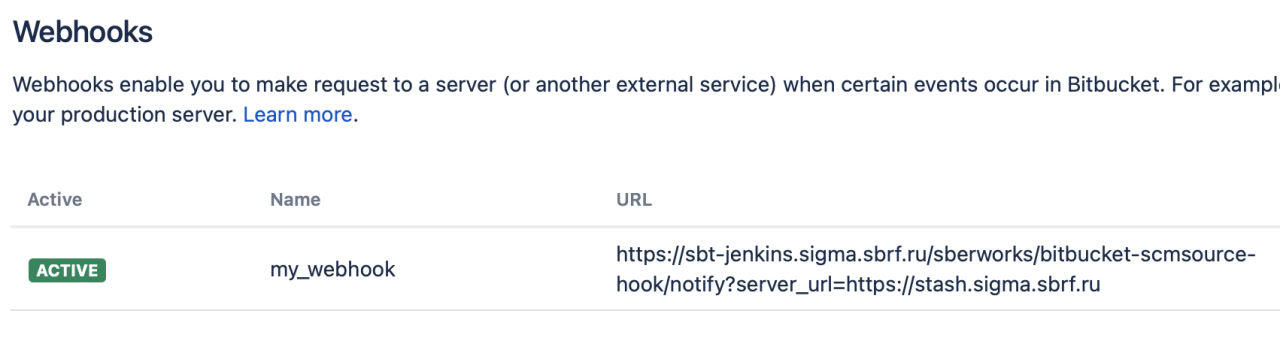 Webhooks
Webhooks enable you to make request to a server (or another external service) when certain events occur in Bitbucket. For example
your production server. Learn more.
Active Name URL
https://sbt-jenkins.sigma.sbrf.ru/sberworks/bitbucket-scmsource-
ACTIVE my_webhook
hook/notify?server_url=https://stash.sigma.sbrf.ru